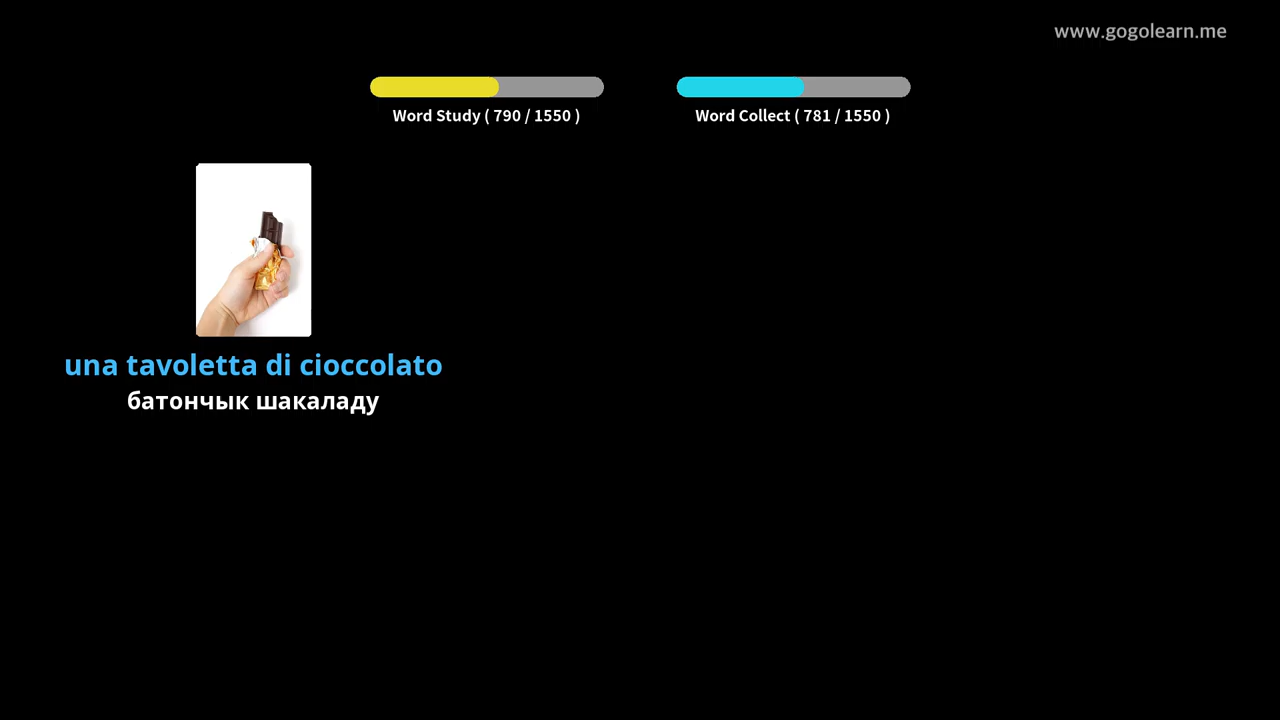 www.gogolearn.me
Word Study ( 790 / 1550 )
Word Collect ( 781 / 1550 )
una tavoletta di cioccolato
батончык шакаладу